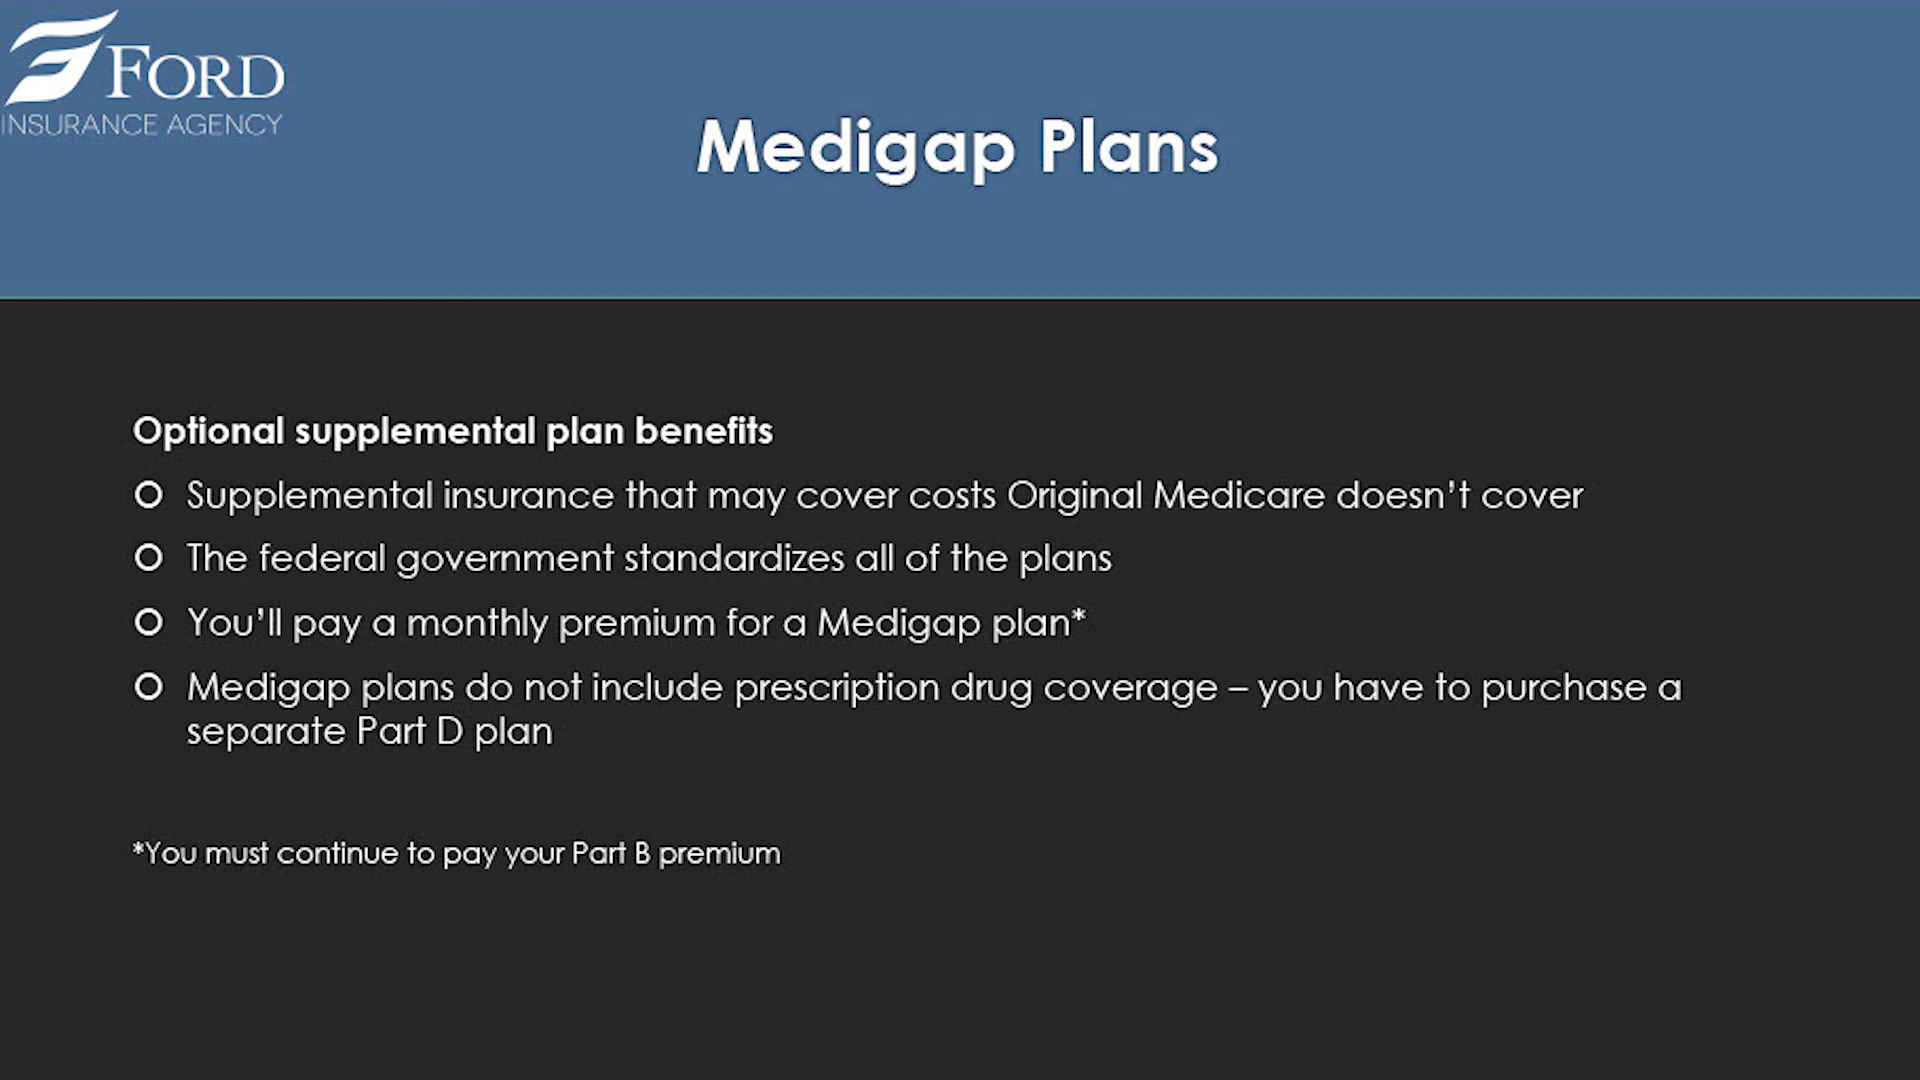 FORD
INSURANCE AGENCY
Medigap Plans
Optional supplemental plan benefits
Supplemental insurance that may cover costs Original Medicare doesn’t cover
The federal government standardizes all of the plans
You’ll pay a monthly premium for a Medigap plan*
Medigap plans do not include prescription drug coverage – you have to purchase a
separate Part D plan
*You must continue to pay your Part B premium